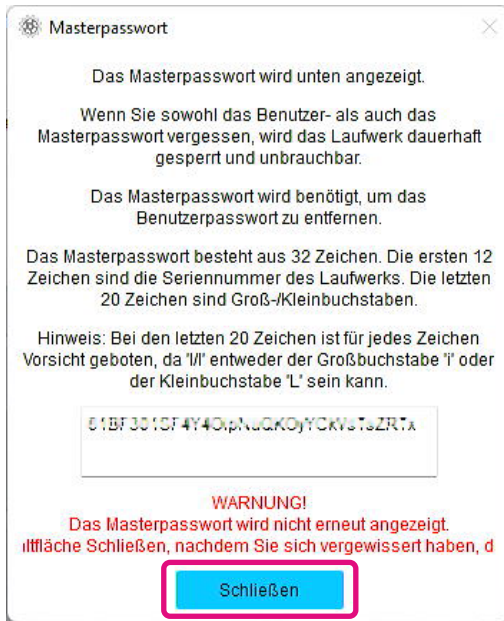 Masterpasswort
Das Masterpasswort wird unten angezeigt.
Wenn Sie sowohl das Benutzer- als auch das
Masterpasswort vergessen, wird das Laufwerk dauerhaft
gesperrt und unbrauchbar.
Das Masterpasswort wird benötigt, um das
Benutzerpasswort zu entfernen.
Das Masterpasswort besteht aus 32 Zeichen. Die ersten 12
Zeichen sind die Seriennummer des Laufwerks. Die letzten
20 Zeichen sind Groß-/Kleinbuchstaben.
Hinweis: Bei den letzten 20 Zeichen ist für jedes Zeichen
Vorsicht geboten, da 'I/l' entweder der Großbuchstabe 'i' oder
der Kleinbuchstabe 'L' sein kann.
WARNUNG!
Das Masterpasswort wird nicht erneut angezeigt.
ltfläche Schließen, nachdem Sie sich vergewissert haben, d
Schließen